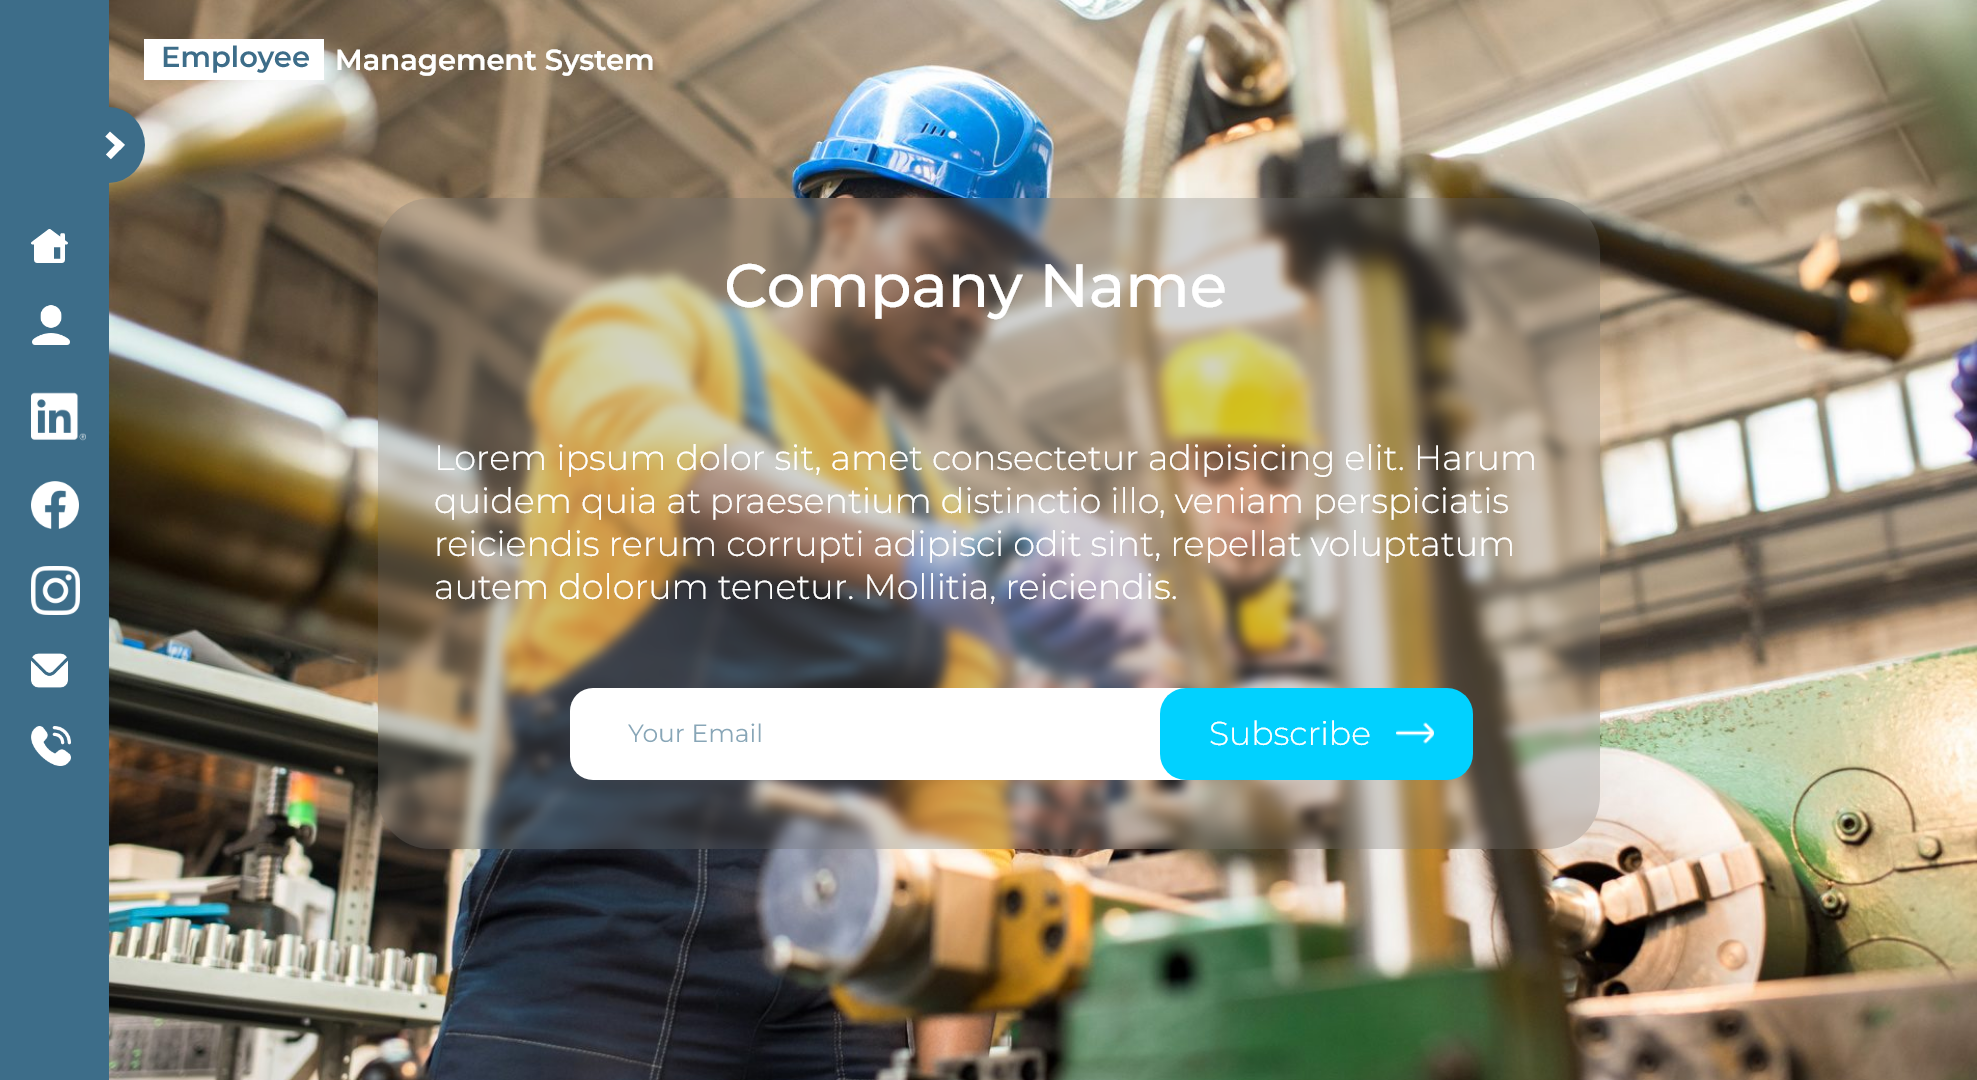 Employee Management System
Company Name
Lorem ipsum dolor sit, amet consectetur adipisicing elit. Harum
quidem quia at praesentium distinctio illo, veniam perspiciatis
reiciendis rerum corrupti adipisci odit sint, repellat voluptatum
autem dolorum tenetur. Mollitia, reiciendis.
Your Email
Subscribe
in